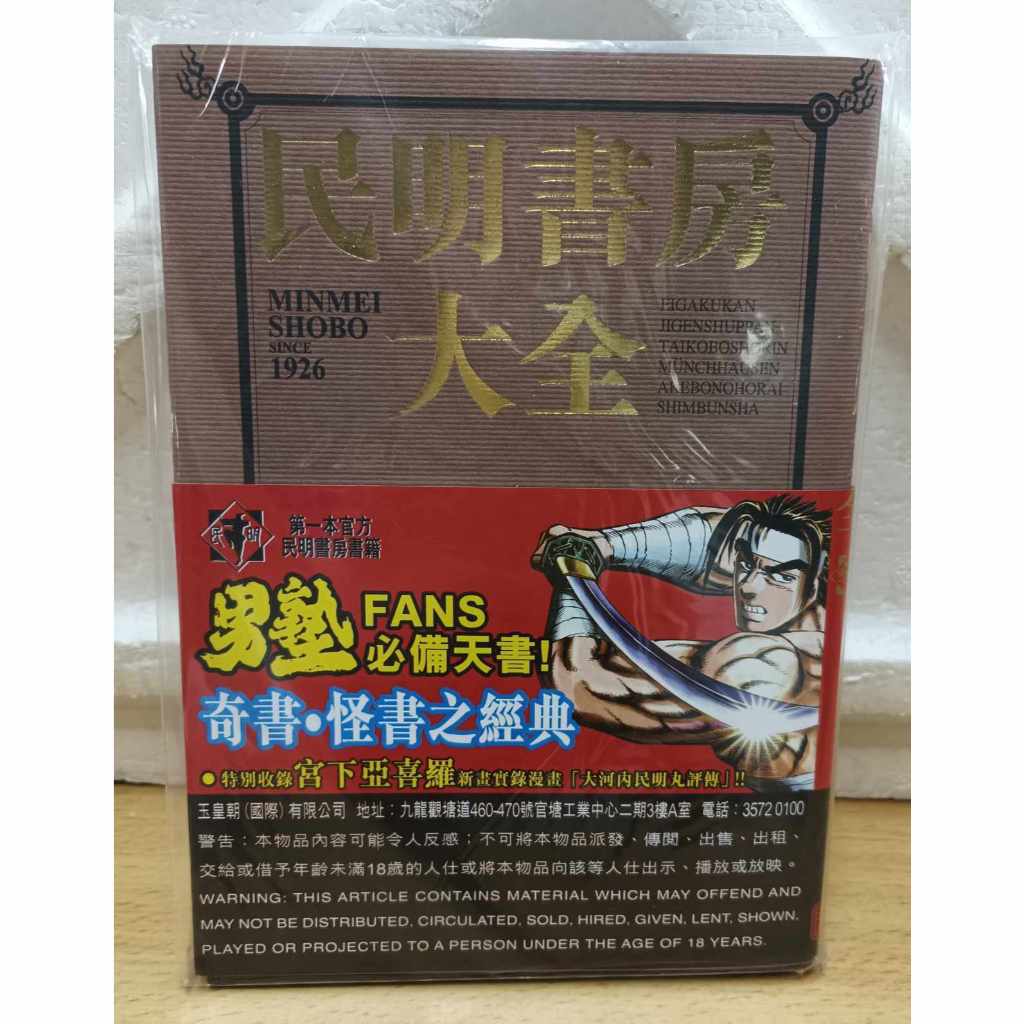 民明書房
大全
MINMEI
SHOBO
SINCE
1926
JIGAKUKAN
JIGENSHUPPAN
TAIKOBOSHORIN
MÜNCHHAUSEN
AKEBONOHORAI
SHIMBUNSHA
民明
第一本官方
民明書房書籍
男塾 FANS
必備天書!
奇書·怪書之經典
● 特別收錄宮下亞喜羅新畫實錄漫畫「大河內民明丸評傳」!!
玉皇朝(國際)有限公司 地址:九龍觀塘道460-470號官塘工業中心二期3樓A室 電話:3572 0100
警告:本物品內容可能令人反感;不可將本物品派發、傳閱、出售、出租、
交給或借予年齡未滿18歲的人仕或將本物品向該等人仕出示、播放或放映。
WARNING: THIS ARTICLE CONTAINS MATERIAL WHICH MAY OFFEND AND
MAY NOT BE DISTRIBUTED, CIRCULATED, SOLD, HIRED, GIVEN, LENT, SHOWN,
PLAYED OR PROJECTED TO A PERSON UNDER THE AGE OF 18 YEARS.